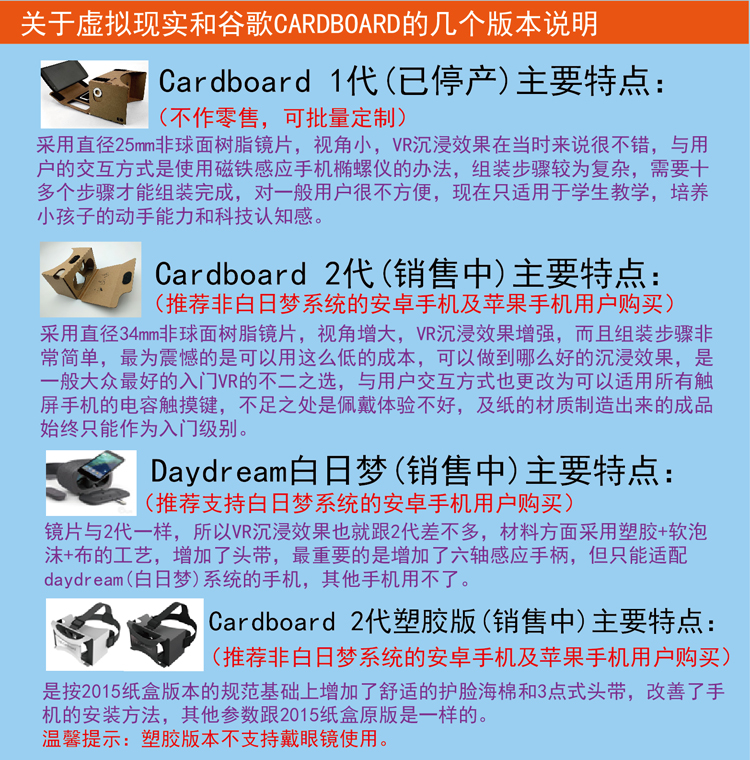 关于虚拟现实和谷歌CARDBOARD的几个版本说明
Cardboard 1代(已停产)主要特点:
(不作零售，可批量定制)
采用直径25mm非球面树脂镜片，视角小，VR沉浸效果在当时来说很不错，与用
户的交互方式是使用磁铁感应手机椭螺仪的办法，组装步骤较为复杂，需要十
多个步骤才能组装完成，对一般用户很不方便，现在只适用于学生教学，培养
小孩子的动手能力和科技认知感。
Cardboard 2代(销售中)主要特点:
(推荐非白日梦系统的安卓手机及苹果手机用户购买)
采用直径34mm非球面树脂镜片，视角增大，VR沉浸效果增强，而且组装步骤非
常简单，最为震憾的是可以用这么低的成本，可以做到哪么好的沉浸效果，是
一般大众最好的入门VR的不二之选，与用户交互方式也更改为可以适用所有触
屏手机的电容触摸键，不足之处是佩戴体验不好，及纸的材质制造出来的成品
始终只能作为入门级别。
Daydream白日梦(销售中)主要特点:
(推荐支持白日梦系统的安卓手机用户购买)
镜片与2代一样，所以VR沉浸效果也就跟2代差不多，材料方面采用塑胶+软泡
沫+布的工艺，增加了头带，最重要的是增加了六轴感应手柄，但只能适配
daydream(白日梦)系统的手机，其他手机用不了。
Cardboard 2代塑胶版(销售中)主要特点:
(推荐非白日梦系统的安卓手机及苹果手机用户购买)
是按2015纸盒版本的规范基础上增加了舒适的护脸海棉和3点式头带，改善了手
机的安装方法，其他参数跟2015纸盒原版是一样的。
温馨提示：塑胶版本不支持戴眼镜使用。